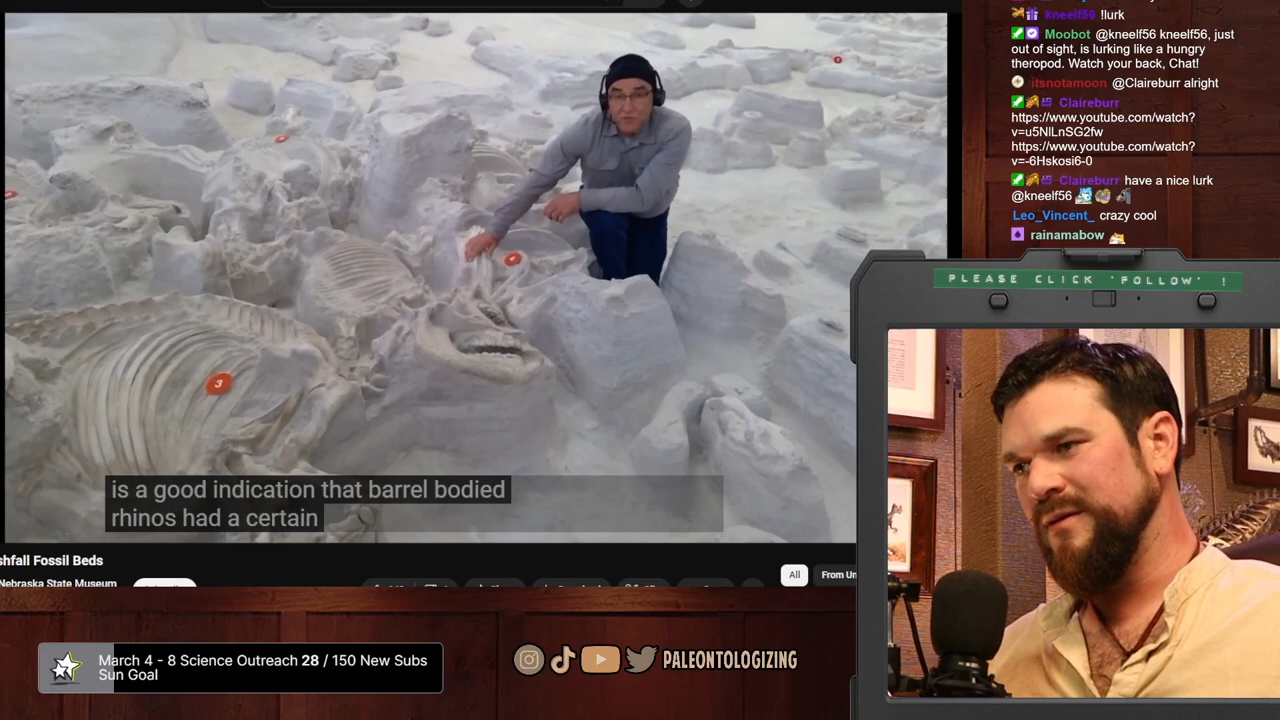 kneelf56 !lurk
Moobot @kneelf56 kneelf56, just
out of sight, is lurking like a hungry
theropod. Watch your back, Chat!
itsnotamoon @Claireburr alright
Claireburr
https://www.youtube.com/watch?
v=u5NlLnSG2fw
https://www.youtube.com/watch?
v=-6Hskosi6-0
Claireburr have a nice lurk
@kneelf56
Leo_Vincent_ crazy cool
rainamabow
PLEASE CLICK 'FOLLOW' !
3
is a good indication that barrel bodied
rhinos had a certain
shfall Fossil Beds
Nebraska State Museum
All
From Un
March 4 - 8 Science Outreach 28 / 150 New Subs
Sun Goal
PALEONTOLOGIZING